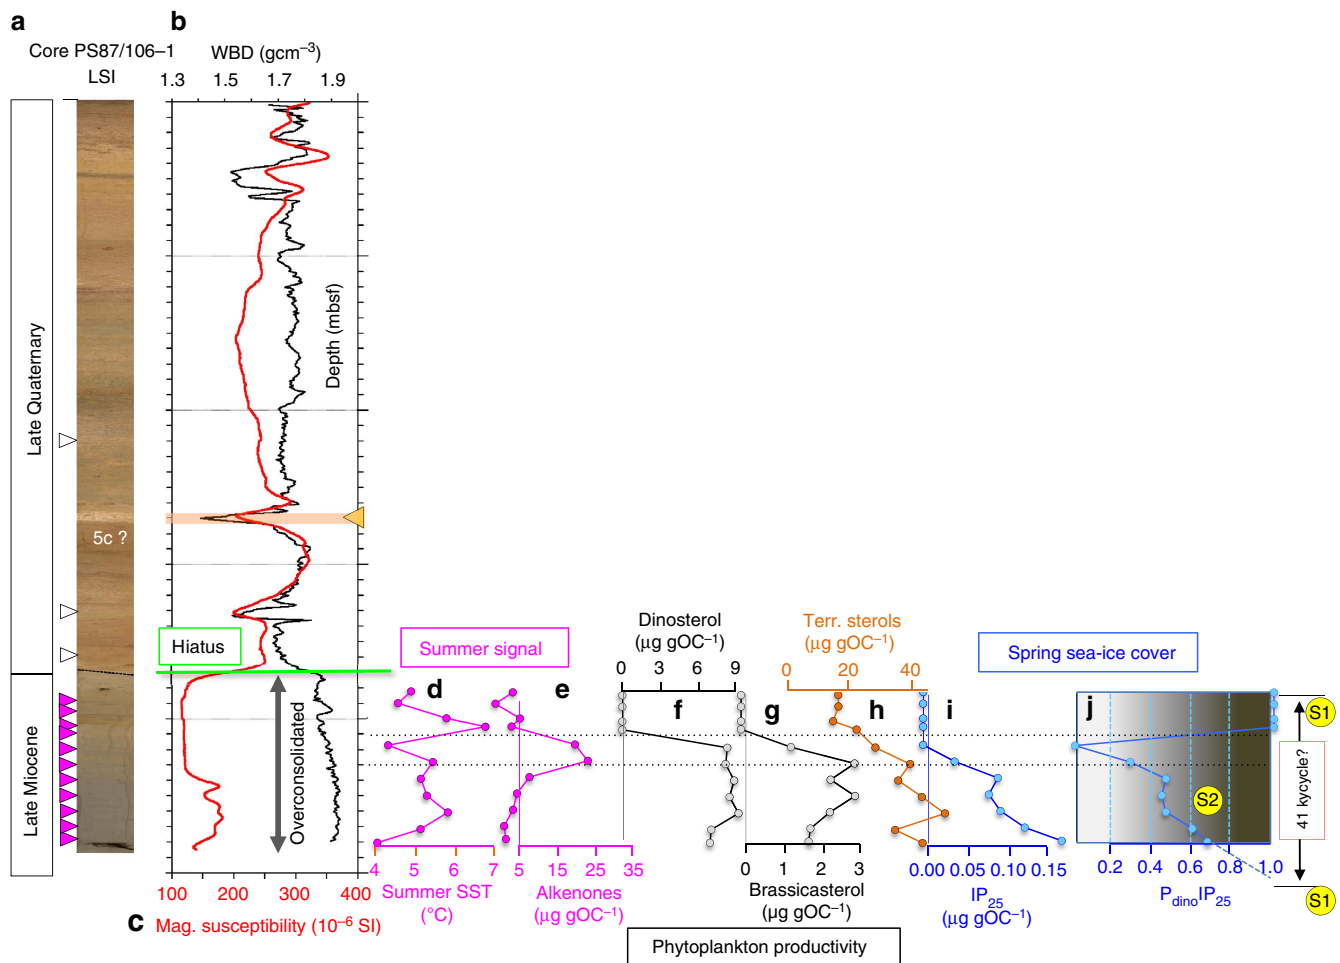 a
b
Core PS87/106–1
LSI
WBD (gcm⁻³)
1.3 1.5 1.7 1.9
Late Quaternary
Late Miocene
5c ?
Depth (mbsf)
Hiatus
Overconsolidated
100 200 300 400
c Mag. susceptibility (10⁻⁶ SI)
Summer signal
d
e
4 5 6 7
Summer SST
(°C)
5 15 25 35
Alkenones
(µg gOC⁻¹)
Dinosterol
(µg gOC⁻¹)
0 3 6 9
f
g
0 1 2 3
Brassicasterol
(µg gOC⁻¹)
Phytoplankton productivity
Terr. sterols
(µg gOC⁻¹)
0 20 40
h
i
0.00 0.05 0.10 0.15
IP₂₅
(µg gOC⁻¹)
Spring sea-ice cover
j
S2
0.2 0.4 0.6 0.8 1.0
P_dinoIP₂₅
S1
41 kycycle?
S1